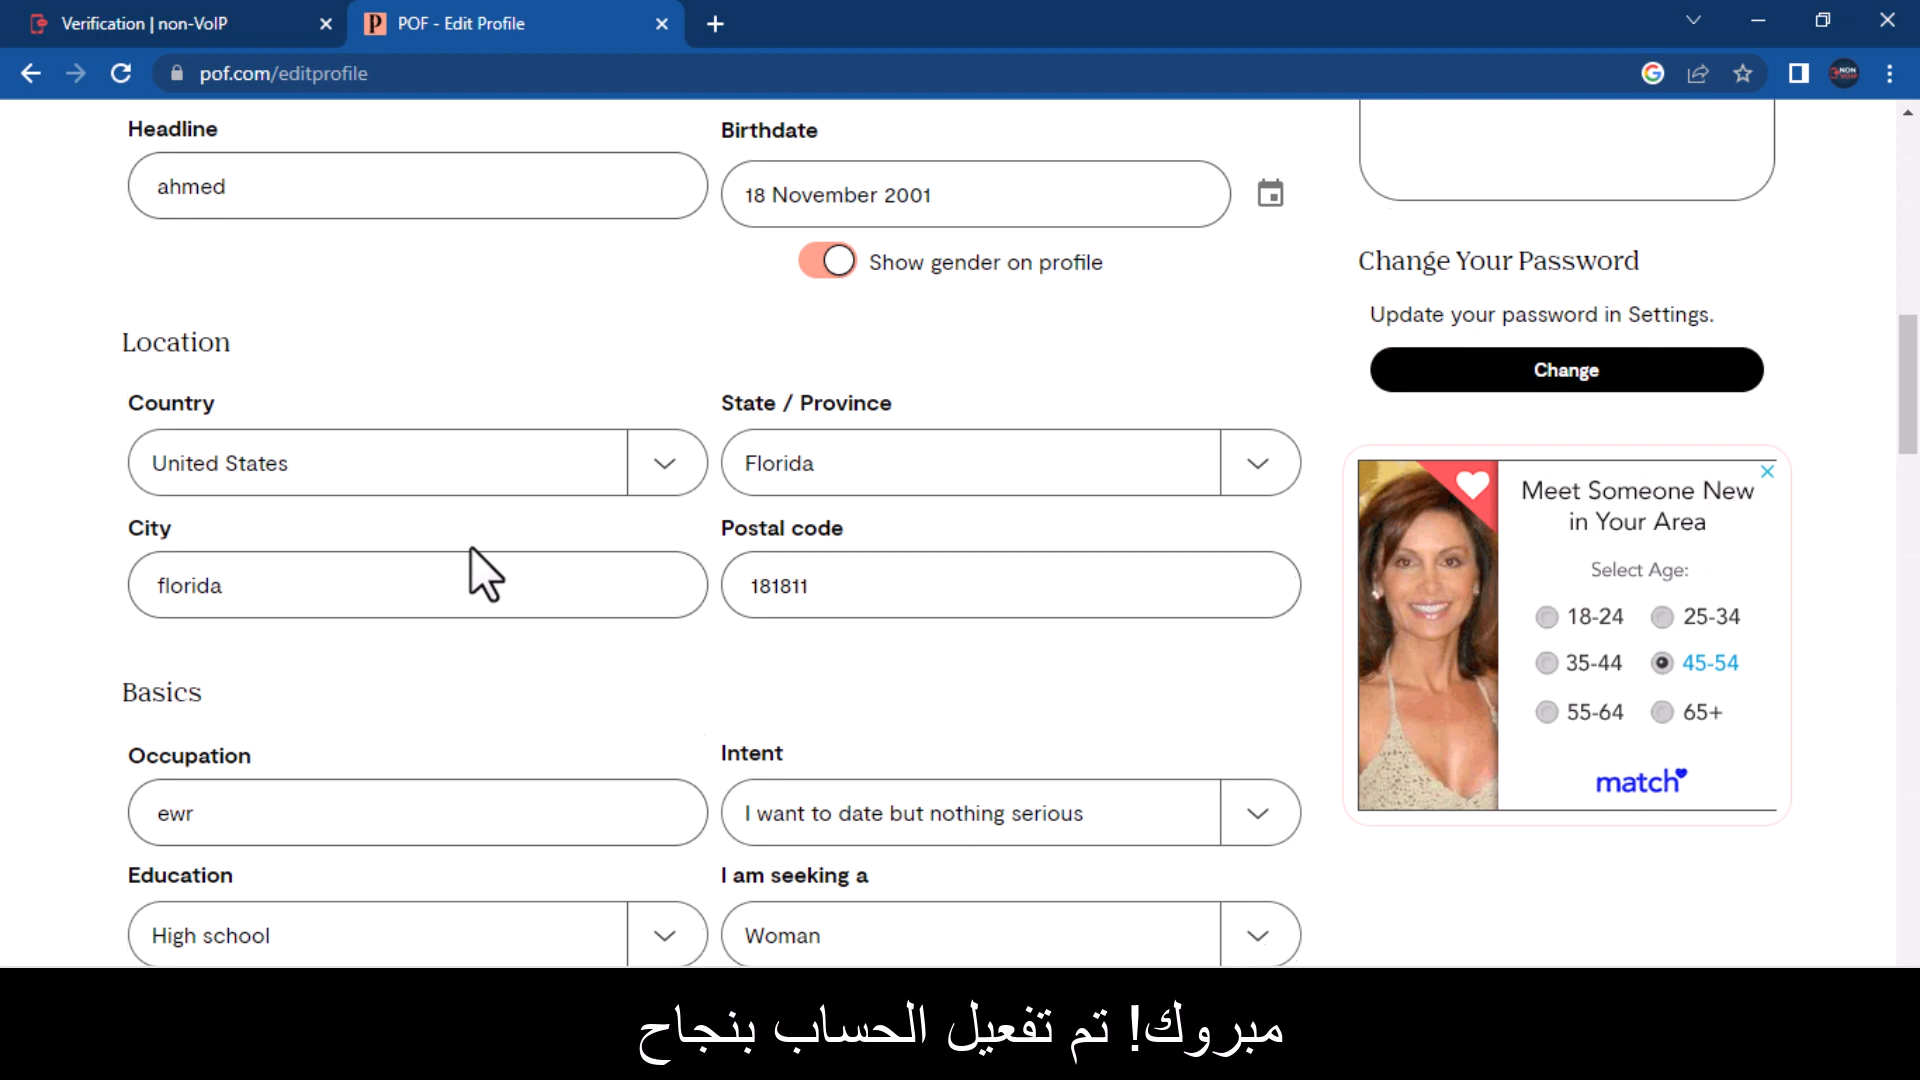 Verification | non-VoIP
POF - Edit Profile
pof.com/editprofile
Headline
ahmed
Birthdate
18 November 2001
Show gender on profile
Location
Country
United States
State / Province
Florida
City
florida
Postal code
181811
Basics
Occupation
ewr
Intent
I want to date but nothing serious
Education
High school
I am seeking a
Woman
Change Your Password
Update your password in Settings.
Change
Meet Someone New
in Your Area
Select Age:
18-24 25-34
35-44 45-54
55-64 65+
match
مبروك! تم تفعيل الحساب بنجاح